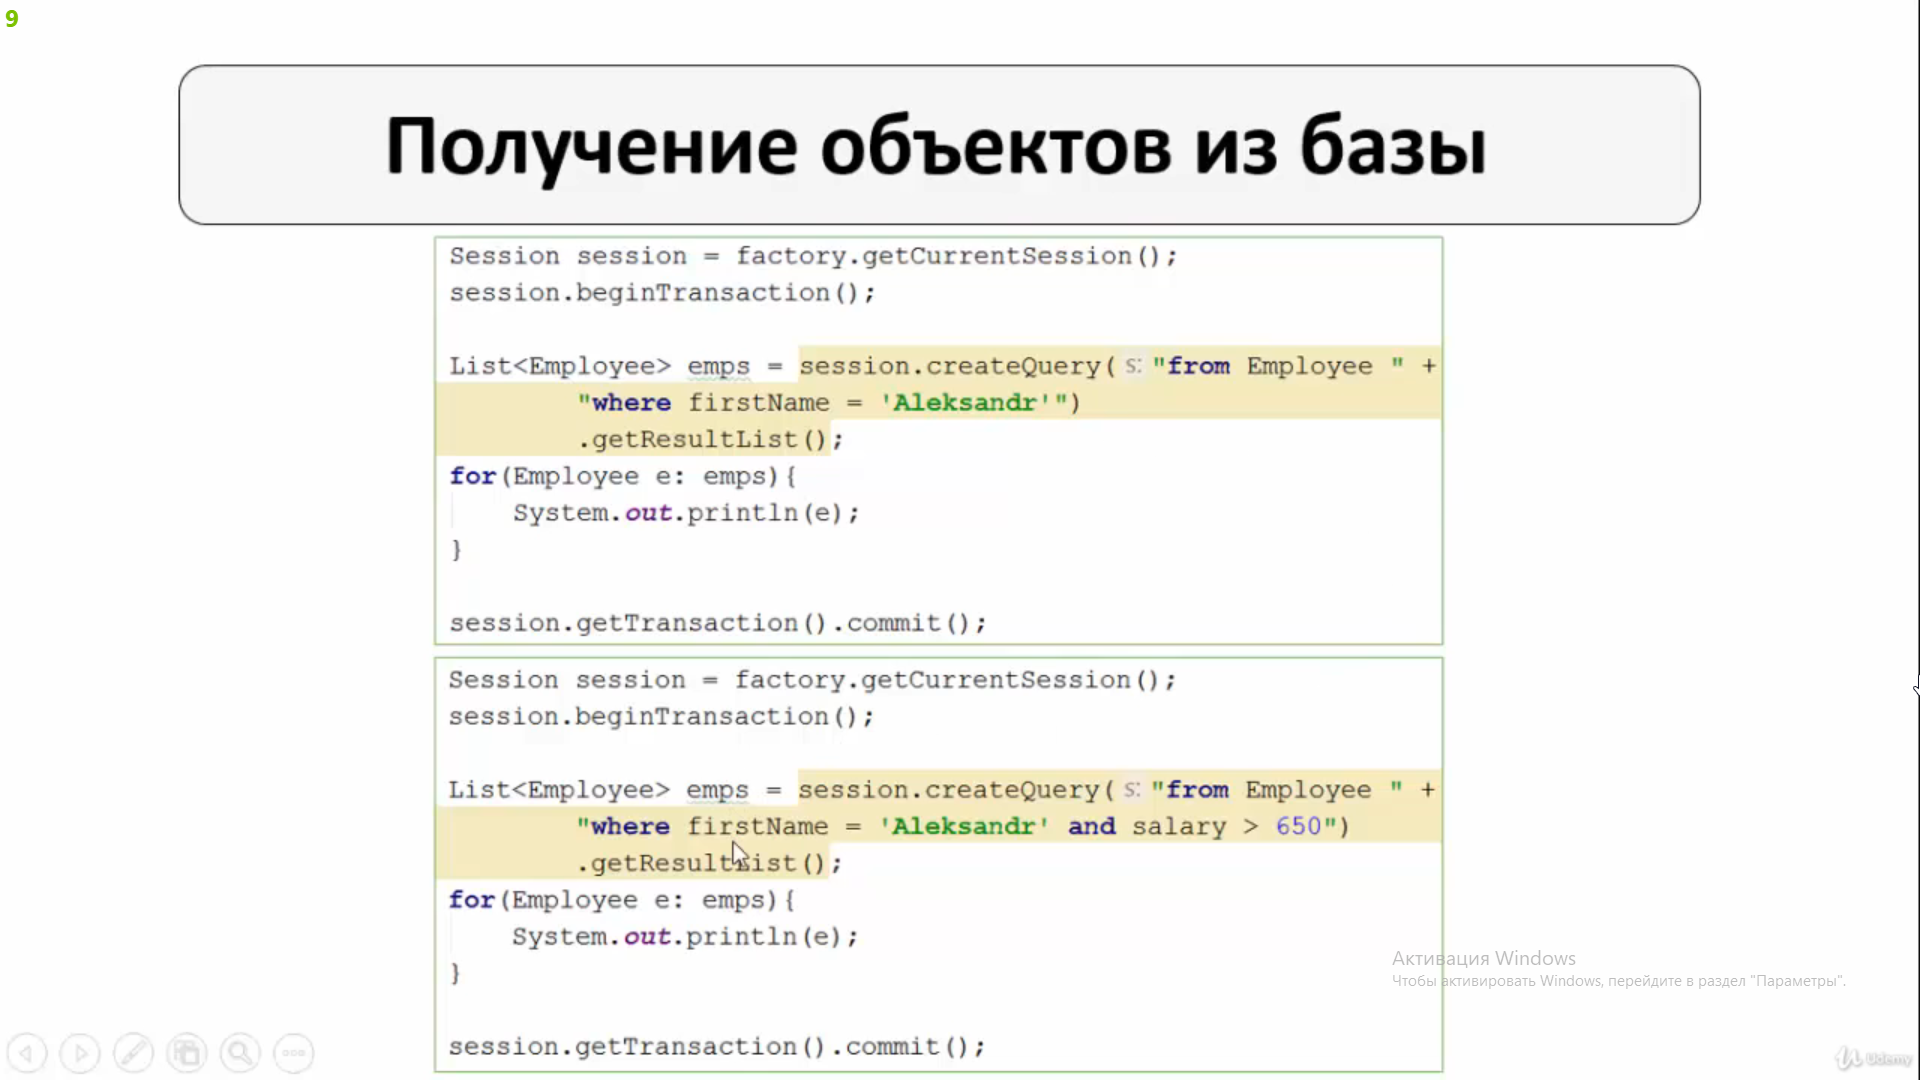 9
Получение объектов из базы
Session session = factory.getCurrentSession();
session.beginTransaction();
List<Employee> emps = session.createQuery( S: "from Employee " +
"where firstName = 'Aleksandr'")
.getResultList();
for(Employee e: emps){
System.out.println(e);
}
session.getTransaction().commit();
Session session = factory.getCurrentSession();
session.beginTransaction();
List<Employee> emps = session.createQuery( S: "from Employee " +
"where firstName = 'Aleksandr' and salary > 650")
.getResultList();
for(Employee e: emps){
System.out.println(e);
}
session.getTransaction().commit();
Активация Windows
Чтобы активировать Windows, перейдите в раздел "Параметры".
Udemy